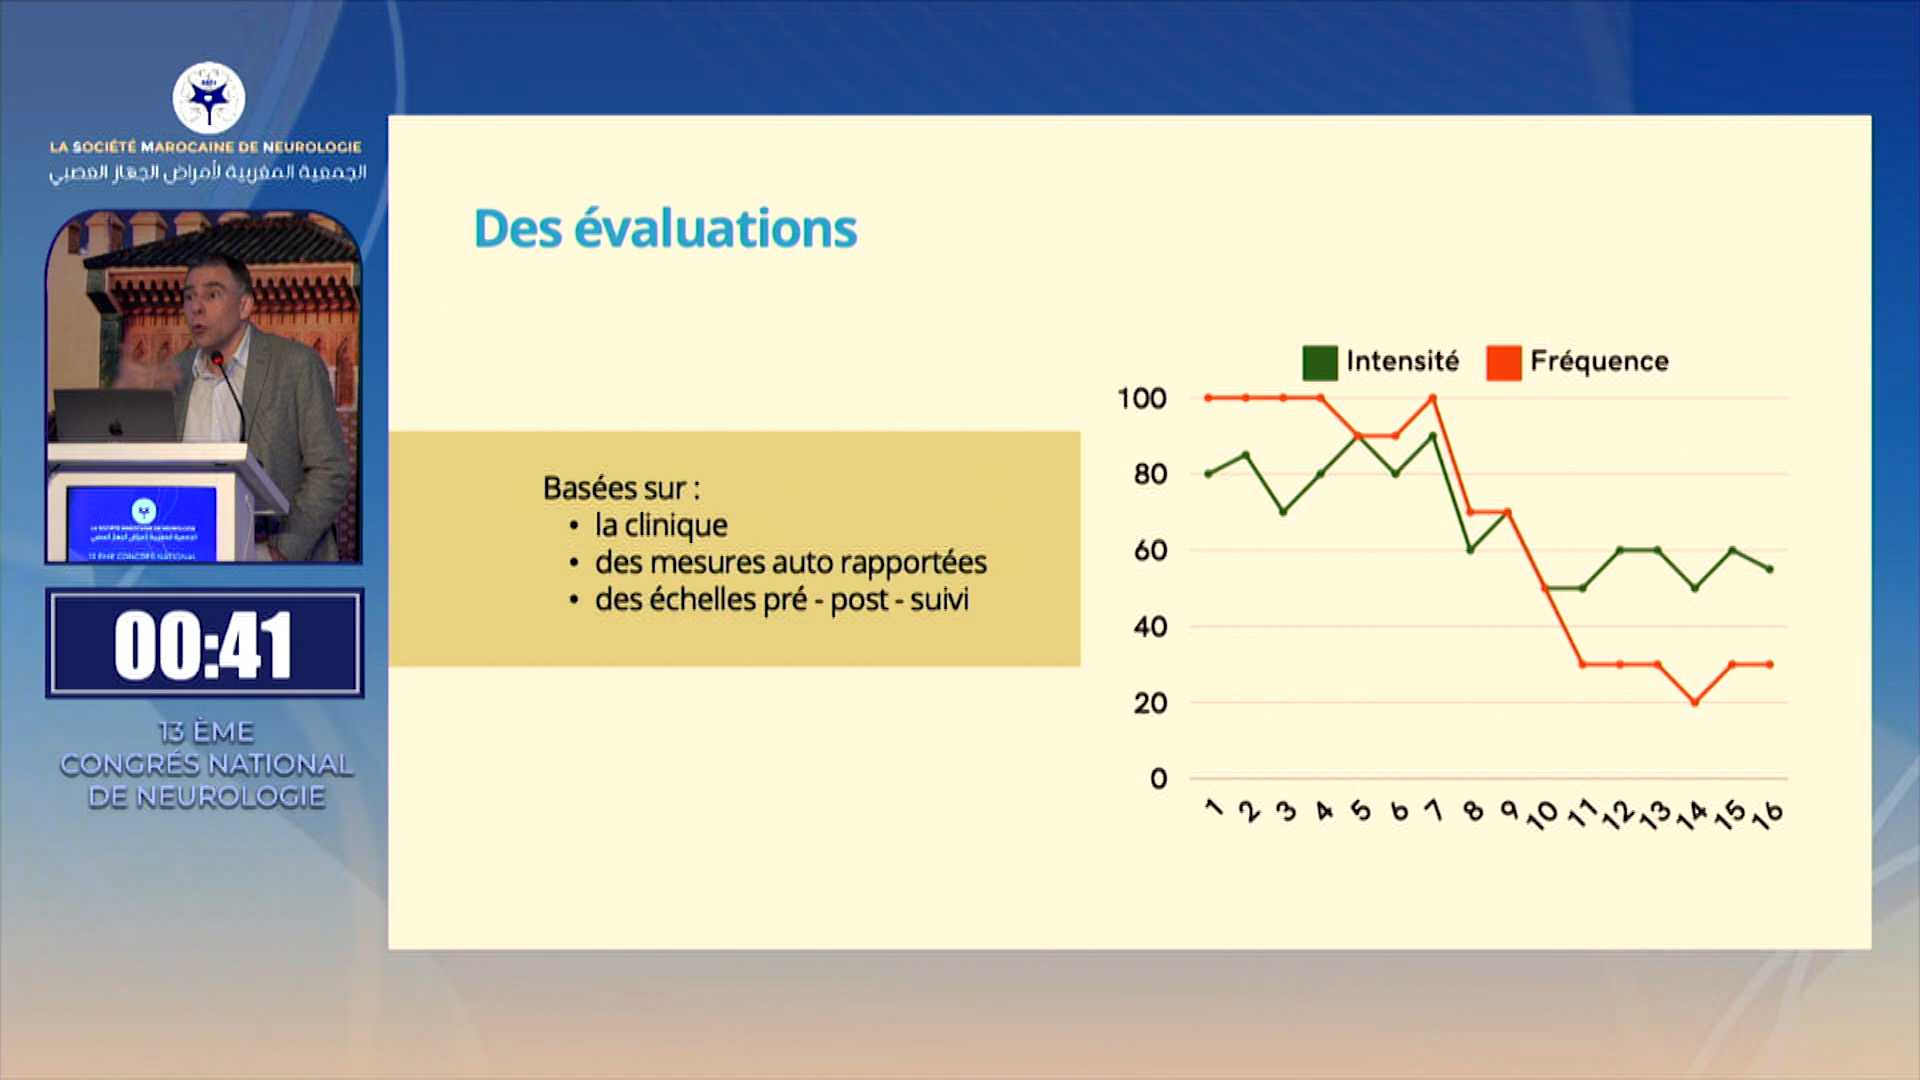 LA SOCIÉTÉ MAROCAINE DE NEUROLOGIE
الجمعية المغربية لأمراض الجهاز العصبي
00:41
13 ÈME
CONGRÉS NATIONAL
DE NEUROLOGIE
Des évaluations
Basées sur :
• la clinique
• des mesures auto rapportées
• des échelles pré - post - suivi
Intensité Fréquence
100
80
60
40
20
0
1 2 3 4 5 6 7 8 9 10 11 12 13 14 15 16